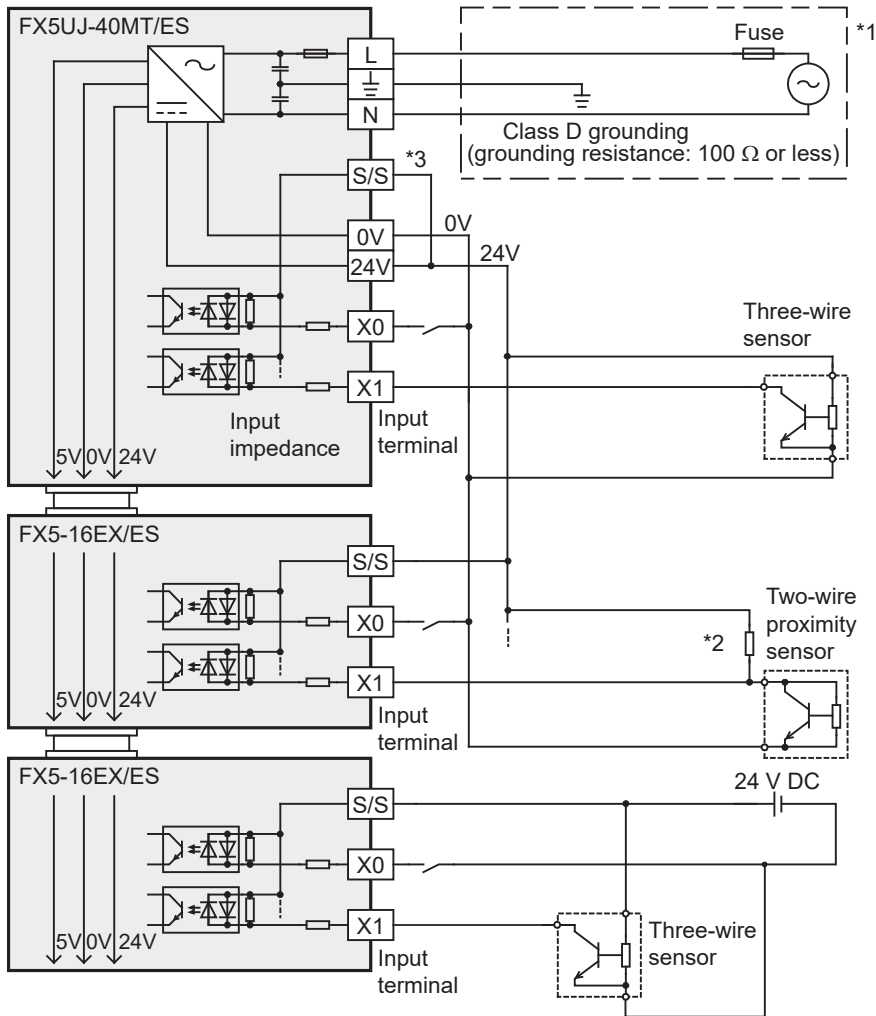 FX5UJ-40MT/ES
Fuse
*1
L
N
Class D grounding
(grounding resistance: 100 Ω or less)
S/S
*3
0V
0V
24V
24V
X0
Three-wire
sensor
X1
Input
impedance
Input
terminal
5V 0V 24V
FX5-16EX/ES
S/S
X0
Two-wire
proximity
sensor
*2
X1
5V 0V 24V
Input
terminal
FX5-16EX/ES
24 V DC
S/S
X0
X1
Three-wire
sensor
5V 0V 24V
Input
terminal